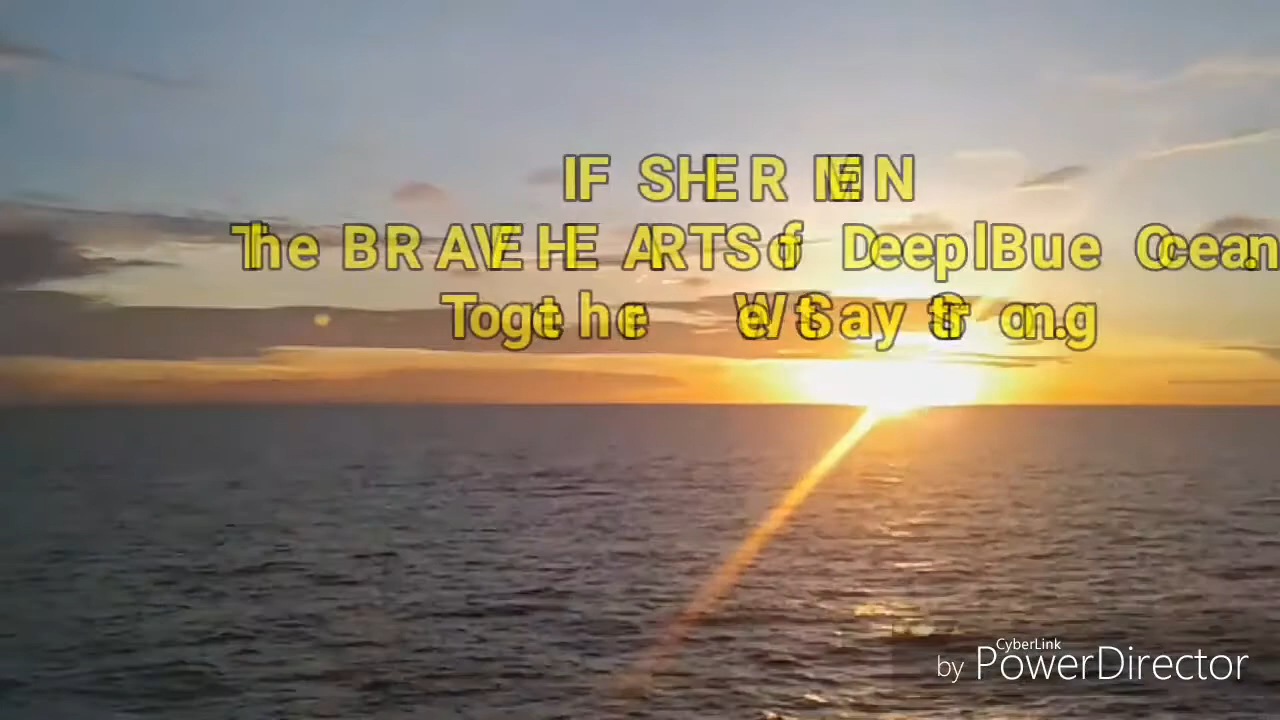 FISHERMEN
The BRAVE HEARTS of Deep Blue Ocean.
Together We Stay Strong.
CyberLink
by PowerDirector